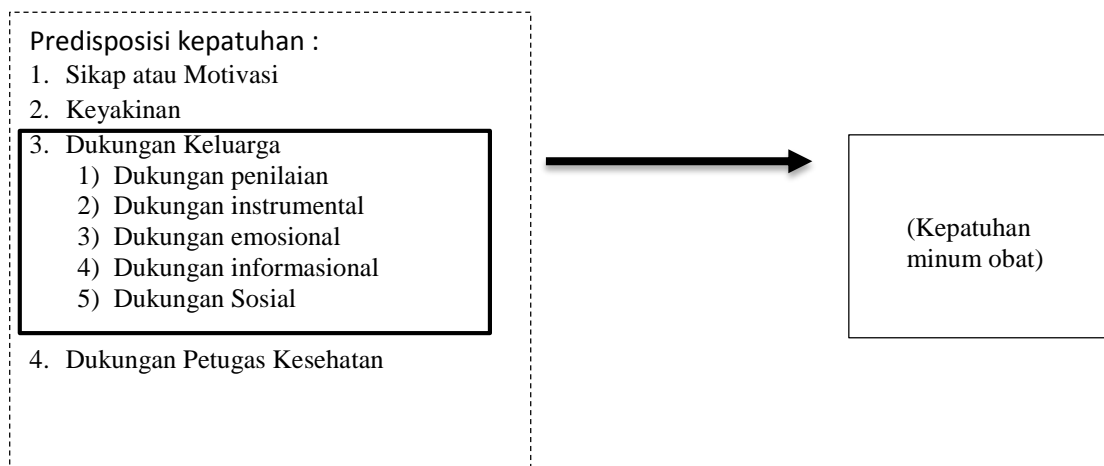 Predisposisi kepatuhan :
1. Sikap atau Motivasi
2. Keyakinan
3. Dukungan Keluarga
1) Dukungan penilaian
2) Dukungan instrumental
3) Dukungan emosional
4) Dukungan informasional
5) Dukungan Sosial
4. Dukungan Petugas Kesehatan
(Kepatuhan
minum obat)